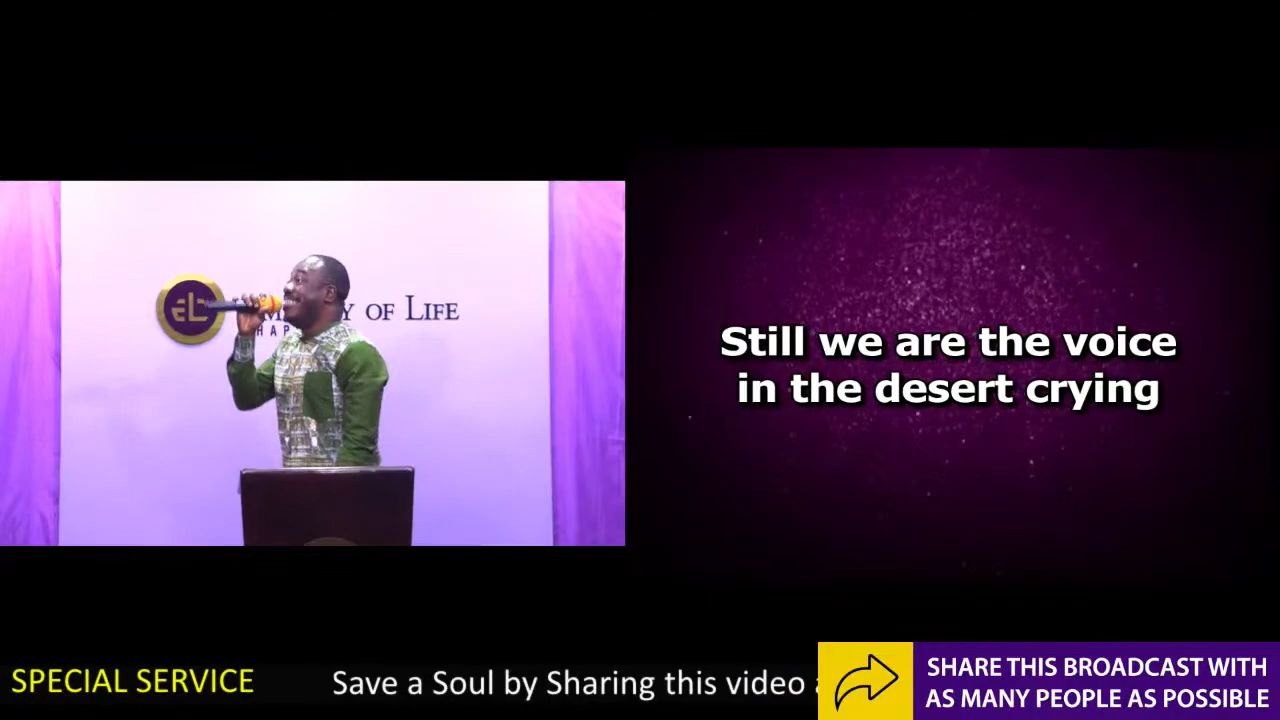 OF LIFE
Still we are the voice
in the desert crying
SPECIAL SERVICE
Save a Soul by Sharing this video
SHARE THIS BROADCAST WITH
AS MANY PEOPLE AS POSSIBLE